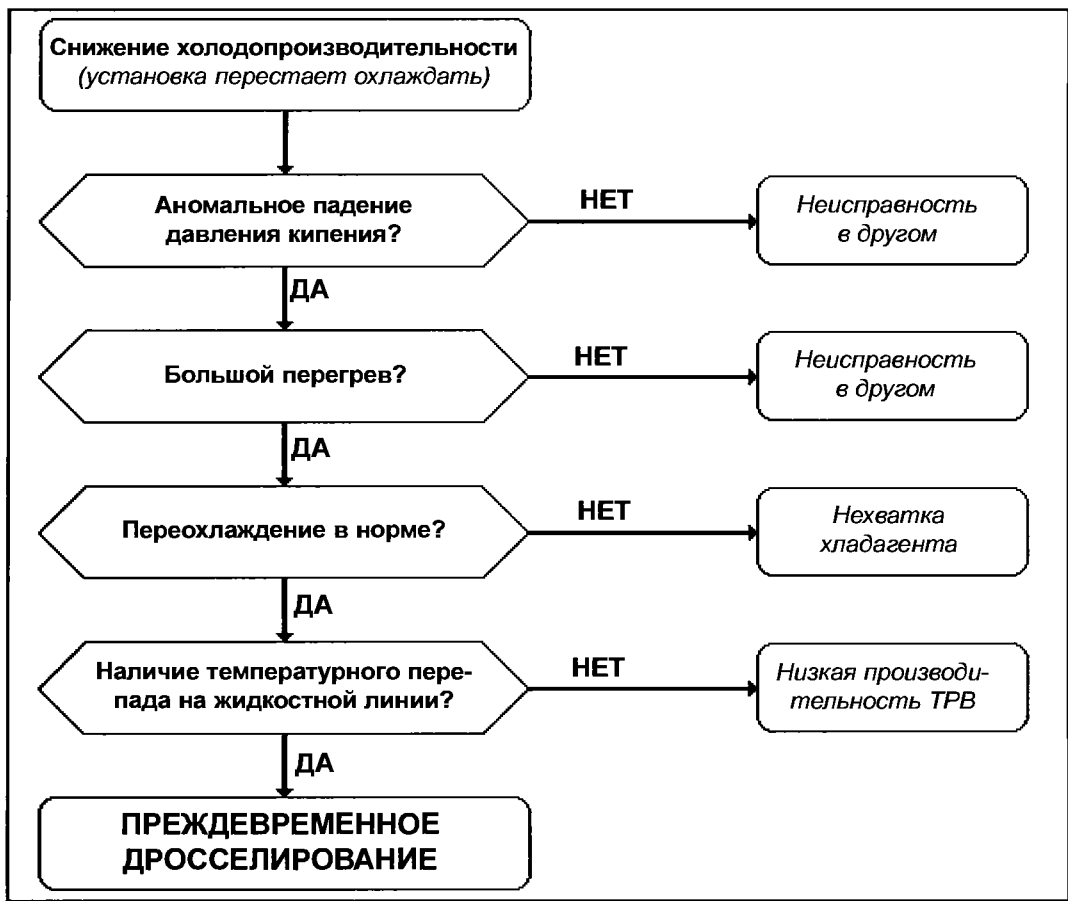 Снижение холодопроизводительности
(установка перестает охлаждать)
Аномальное падение
давления кипения?
НЕТ
Неисправность
в другом
ДА
Большой перегрев?
НЕТ
Неисправность
в другом
ДА
Переохлаждение в норме?
НЕТ
Нехватка
хладагента
ДА
Наличие температурного пере-
пада на жидкостной линии?
НЕТ
Низкая производи-
тельность ТРВ
ДА
ПРЕЖДЕВРЕМЕННОЕ
ДРОССЕЛИРОВАНИЕ